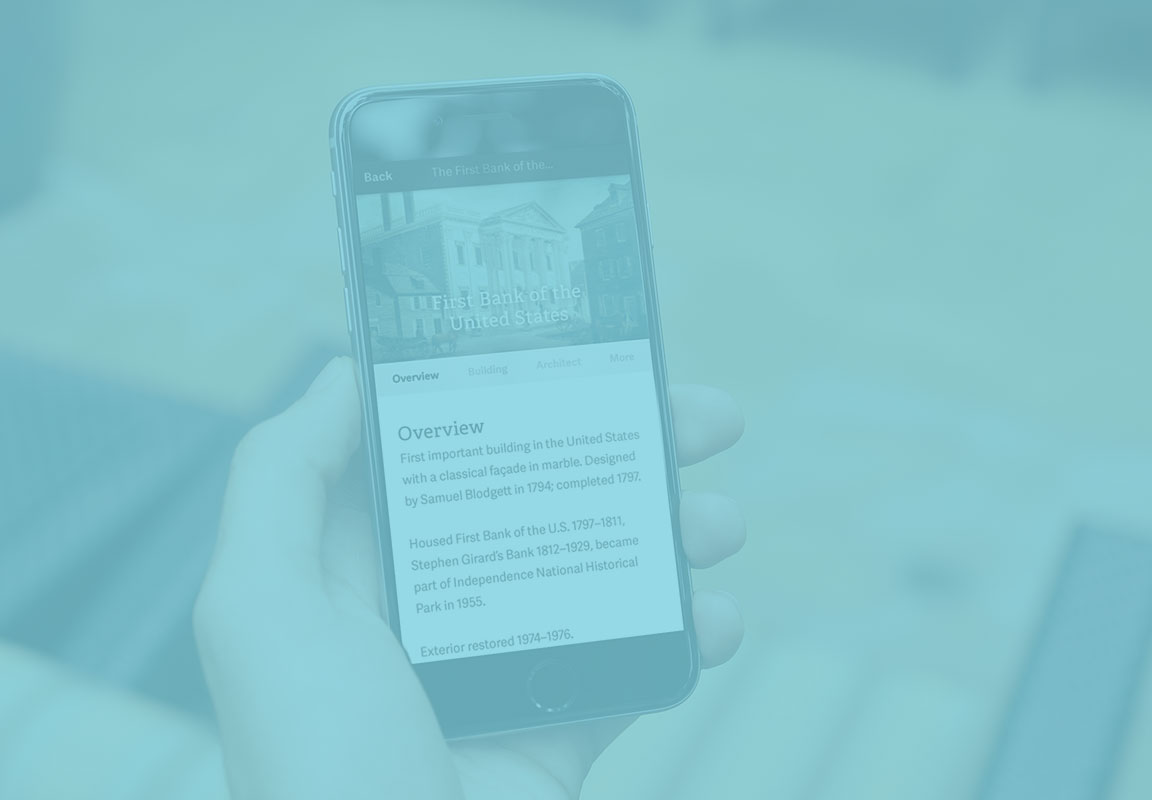 Back
The First Bank of the...
First Bank of the
United States
Overview Building Architect More
Overview
First important building in the United States
with a classical façade in marble. Designed
by Samuel Blodgett in 1794; completed 1797.
Housed First Bank of the U.S. 1797–1811,
Stephen Girard's Bank 1812–1929, became
part of Independence National Historical
Park in 1955.
Exterior restored 1974–1976.